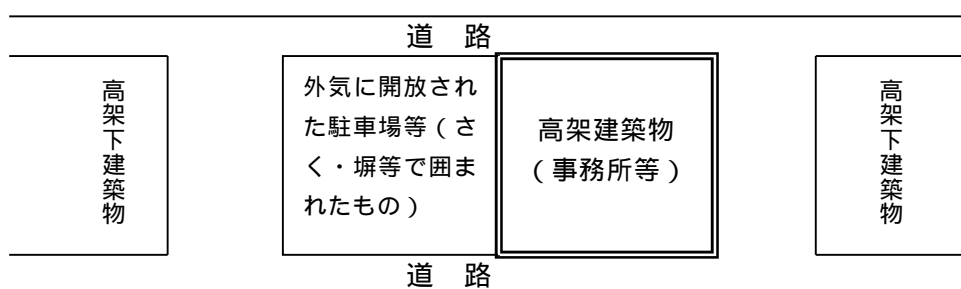 道 路
高架下建築物
外気に開放され
た駐車場等(さ
く・塀等で囲ま
れたもの)
高架建築物
(事務所等)
高架下建築物
道 路